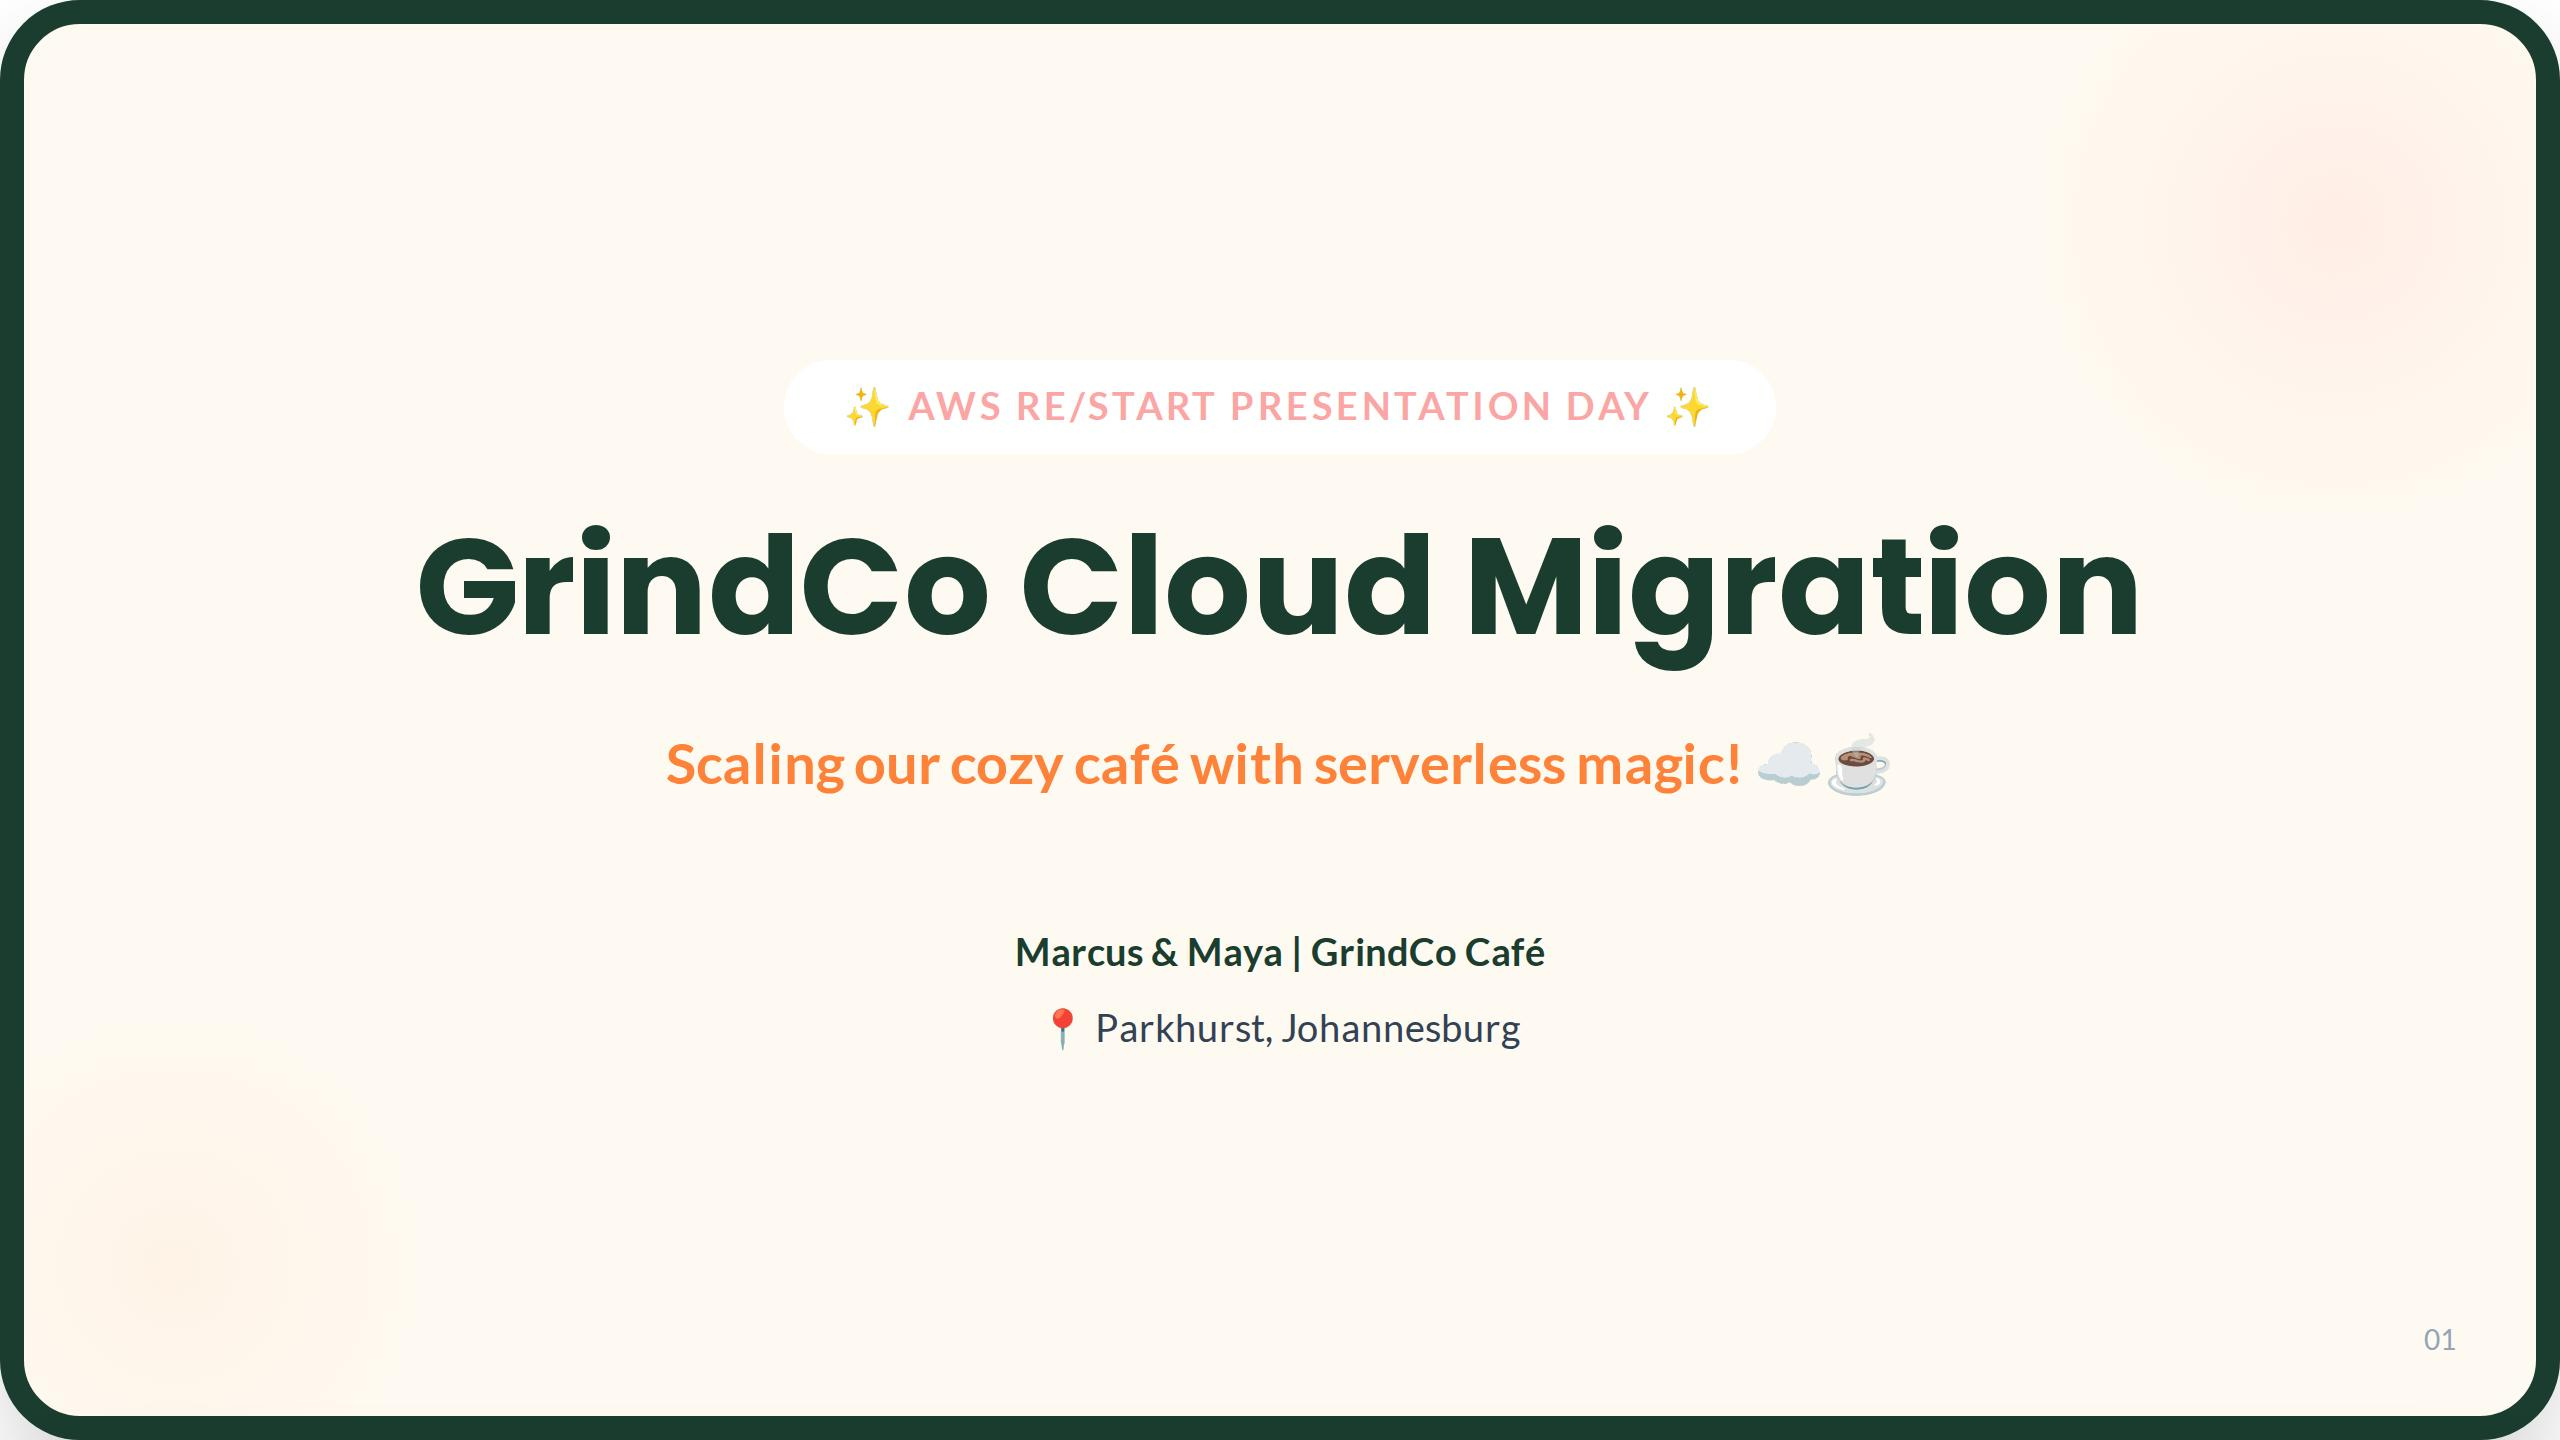 ✨ AWS RE/START PRESENTATION DAY ✨
GrindCo Cloud Migration
Scaling our cozy café with serverless magic! ☁️☕
Marcus & Maya | GrindCo Café
📍 Parkhurst, Johannesburg
01